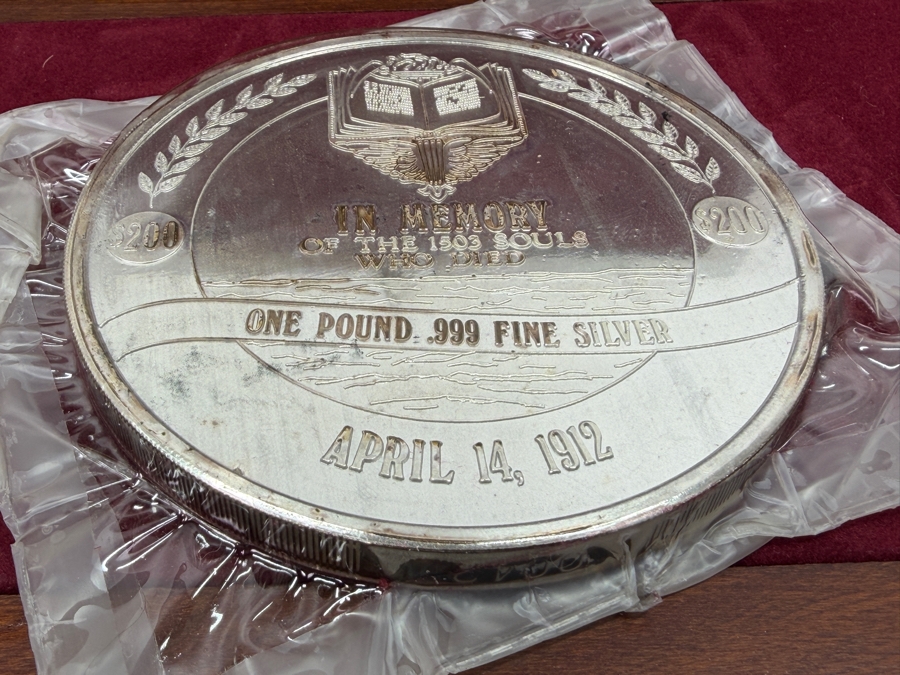 IN MEMORY
OF THE 1503 SOULS
WHO DIED
$200
$200
ONE POUND .999 FINE SILVER
APRIL 14, 1912